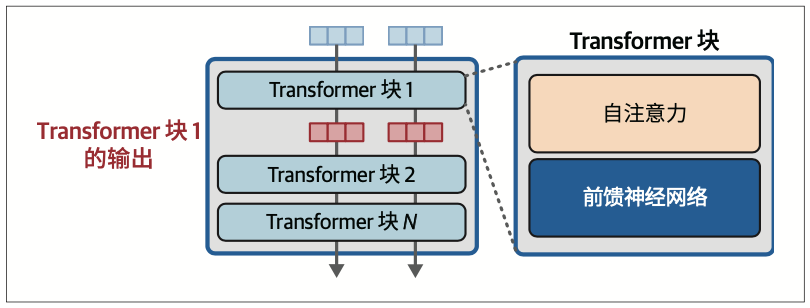 Transformer 块
Transformer 块 1
Transformer 块 1
的输出
Transformer 块 2
Transformer 块 N
自注意力
前馈神经网络